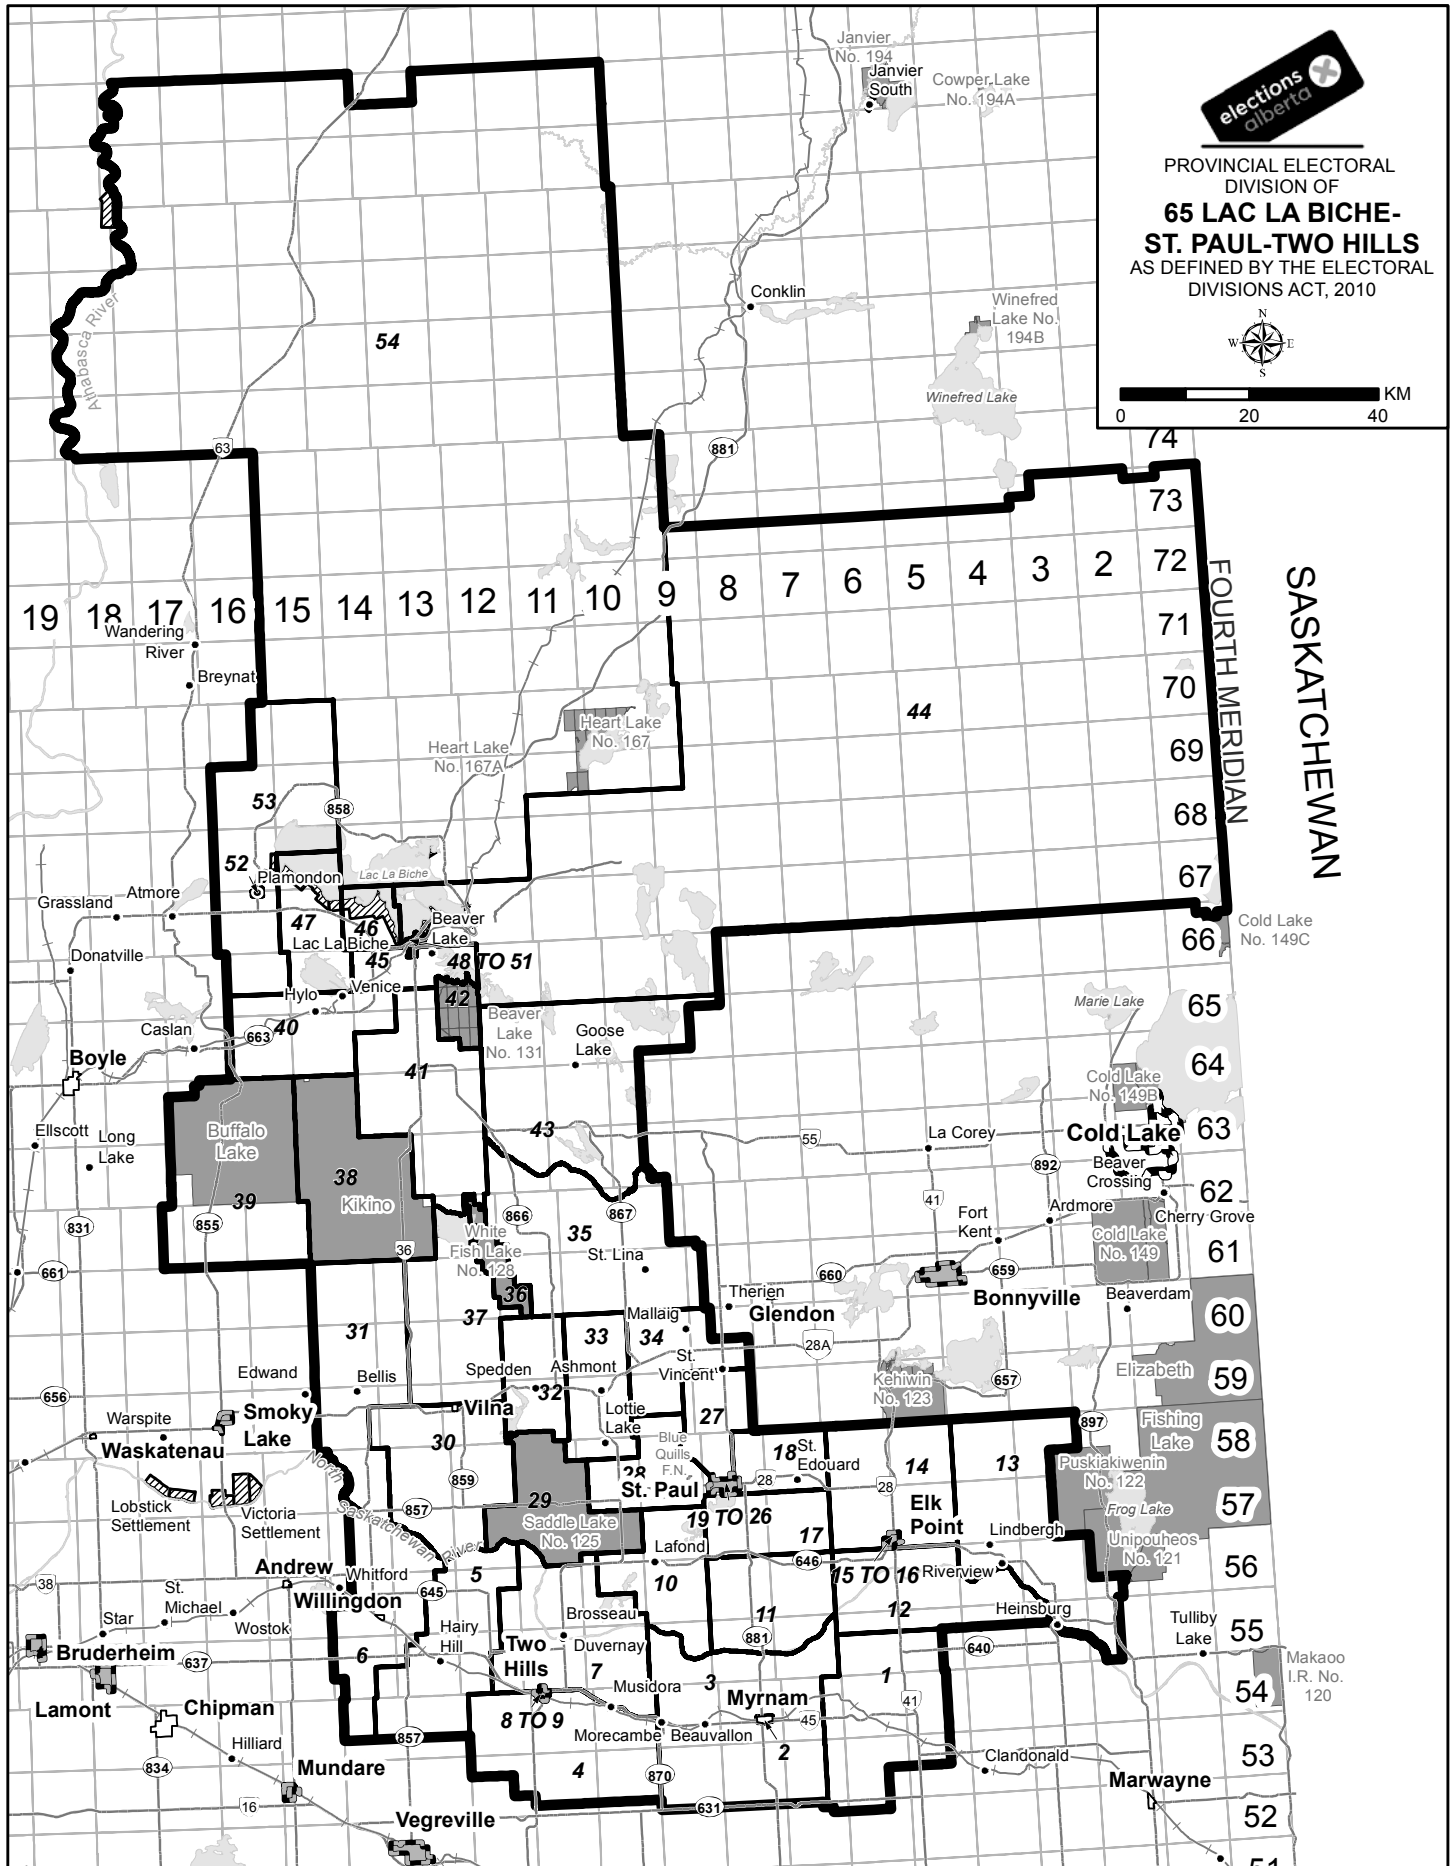 Janvier
No. 194
Janvier
South
Cowper Lake
No. 194A
elections
alberta
PROVINCIAL ELECTORAL
DIVISION OF
65 LAC LA BICHE-
ST. PAUL-TWO HILLS
AS DEFINED BY THE ELECTORAL
DIVISIONS ACT, 2010
N
W
E
S
KM
0
20
40
Athabasca River
54
Conklin
Winefred
Lake No.
194B
Winefred Lake
63
881
74
73
72
71
70
69
68
67
66
65
64
63
62
61
60
59
58
57
56
55
54
53
52
51
19
18
17
16
15
14
13
12
11
10
9
8
7
6
5
4
3
2
FOURTH MERIDIAN
SASKATCHEWAN
Wandering
River
Breynat
44
Heart Lake
No. 167
Heart Lake
No. 167A
53
858
52
Plamondon
Lac La Biche
Atmore
Grassland
47
46
Beaver
Lake
Lac La Biche
45
48 TO 51
Donatville
Cold Lake
No. 149C
Hylo
Venice
42
Beaver
Lake
No. 131
Goose
Lake
Marie Lake
Caslan
663
40
Boyle
41
Cold Lake
No. 149B
Ellscott
Long
Lake
Buffalo
Lake
43
55
La Corey
Cold Lake
892
Beaver
Crossing
38
Kikino
39
831
855
36
White
Fish Lake
No. 128
866
867
35
St. Lina
41
Fort
Kent
Ardmore
Cherry Grove
Cold Lake
No. 149
661
660
659
36
37
Therien
Glendon
Bonnyville
Beaverdam
31
33
34
Mallaig
28A
St.
Vincent
Elizabeth
Edwand
Bellis
Spedden
Ashmont
32
Kehiwin
No. 123
657
656
Vilna
Lottie
Lake
27
897
Warspite
Smoky
Lake
Waskatenau
30
Blue
Quills
F.N.
18
St.
Edouard
14
13
Fishing
Lake
Puskiakiwenin
No. 122
North
Saskatchewan
River
859
28
St. Paul
28
28
Lobstick
Settlement
Victoria
Settlement
857
29
Saddle Lake
No. 125
19 TO 26
17
Elk
Point
Lindbergh
Frog Lake
Unipouheos
No. 121
Andrew
Whitford
38
645
5
Lafond
10
646
15 TO 16
Riverview
Willingdon
St.
Michael
Star
Wostok
Brosseau
11
12
Heinsburg
Tulliby
Lake
Hairy
Hill
Two
Hills
Duvernay
881
640
Bruderheim
637
6
7
3
1
Makaoo
I.R. No.
120
Lamont
Chipman
Musidora
Myrnam
41
8 TO 9
Morecambe
Beauvallon
45
857
2
Hilliard
834
Mundare
4
870
Clandonald
Marwayne
16
631
Vegreville